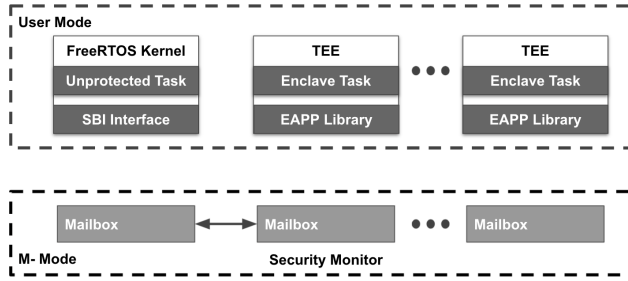 User Mode
FreeRTOS Kernel
Unprotected Task
SBI Interface
TEE
Enclave Task
EAPP Library
TEE
Enclave Task
EAPP Library
Mailbox
Mailbox
Mailbox
M- Mode
Security Monitor